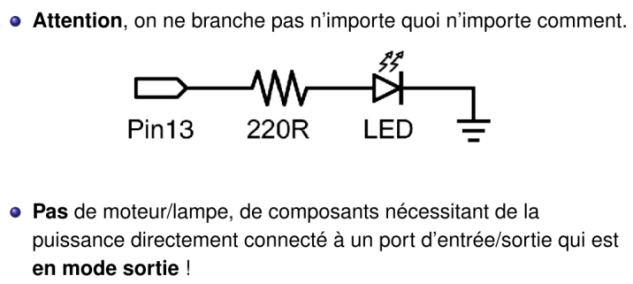 Attention, on ne branche pas n'importe quoi n'importe comment.
Pin13 220R LED
Pas de moteur/lampe, de composants nécessitant de la
puissance directement connecté à un port d'entrée/sortie qui est
en mode sortie !